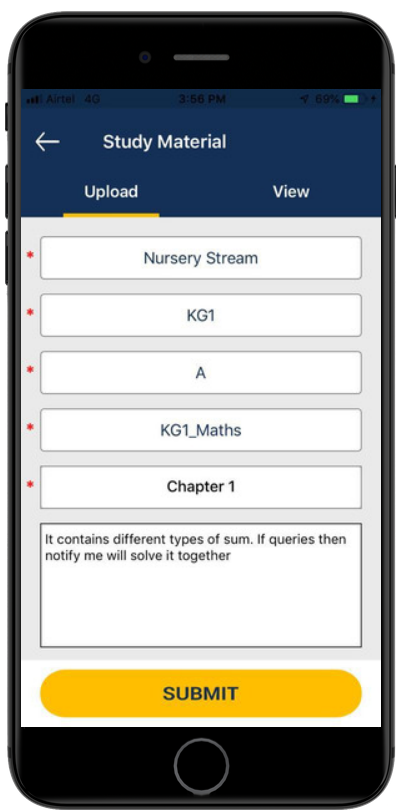 Airtel 4G 3:56 PM 69%
Study Material
Upload View
* Nursery Stream
* KG1
* A
* KG1_Maths
* Chapter 1
It contains different types of sum. If queries then
notify me will solve it together
SUBMIT